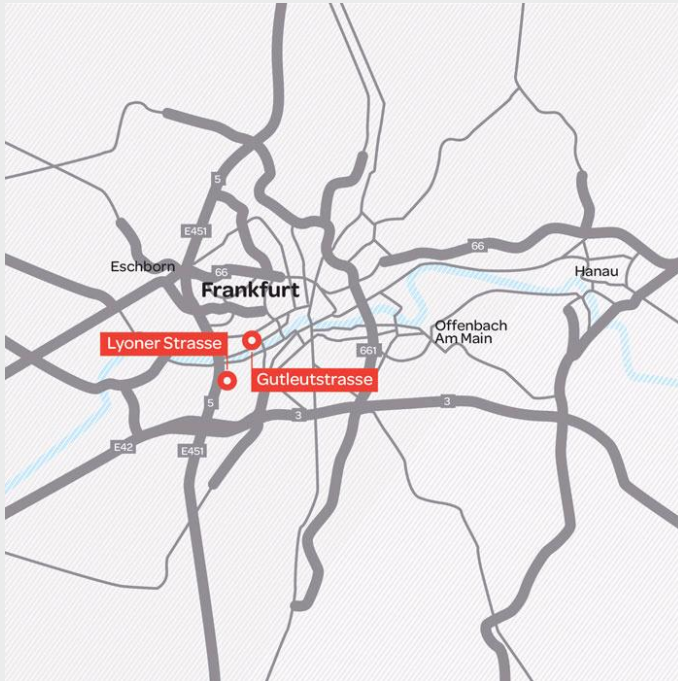 5
E451
66
Eschborn
66
Hanau
Frankfurt
Offenbach
Am Main
Lyoner Strasse
661
Gutleutstrasse
5
3
3
E42
E451